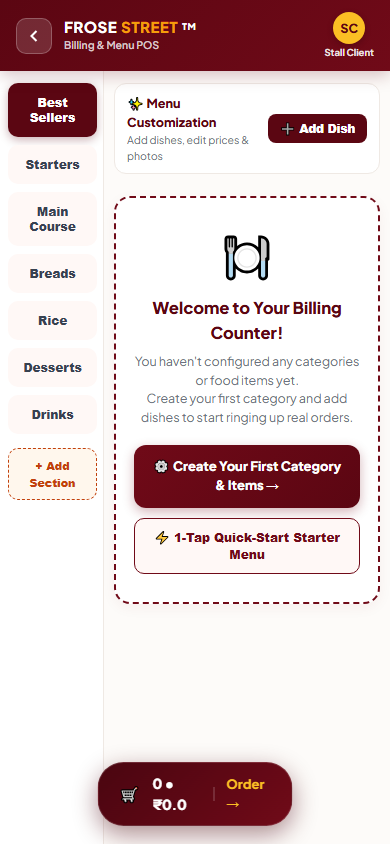 FROSE STREET ™
Billing & Menu POS
SC
Stall Client
Best
Sellers
Starters
Main
Course
Breads
Rice
Desserts
Drinks
+ Add
Section
✨ Menu
Customization
Add dishes, edit prices &
photos
➕ Add Dish
Welcome to Your Billing
Counter!
You haven't configured any categories
or food items yet.
Create your first category and add
dishes to start ringing up real orders.
⚙️ Create Your First Category
& Items →
⚡ 1-Tap Quick-Start Starter
Menu
0 •
₹0.0
Order
→